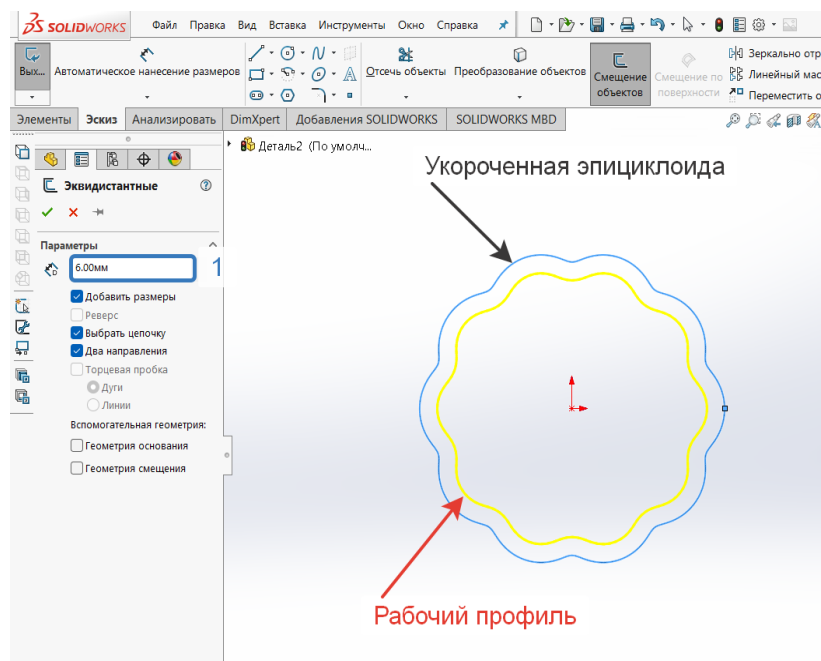 SOLIDWORKS Файл Правка Вид Вставка Инструменты Окно Справка
Вых... Автоматическое нанесение размеров Отсечь объекты Преобразование объектов Смещение объектов Смещение по поверхности Зеркально отр
Линейный мас
Переместить о
Элементы Эскиз Анализировать DimXpert Добавления SOLIDWORKS SOLIDWORKS MBD
Деталь2 (По умолч...
Эквидистантные
Параметры
6.00мм 1
Добавить размеры
Реверс
Выбрать цепочку
Два направления
Торцевая пробка
Дуги
Линии
Вспомогательная геометрия:
Геометрия основания
Геометрия смещения
Укороченная эпициклоида
Рабочий профиль